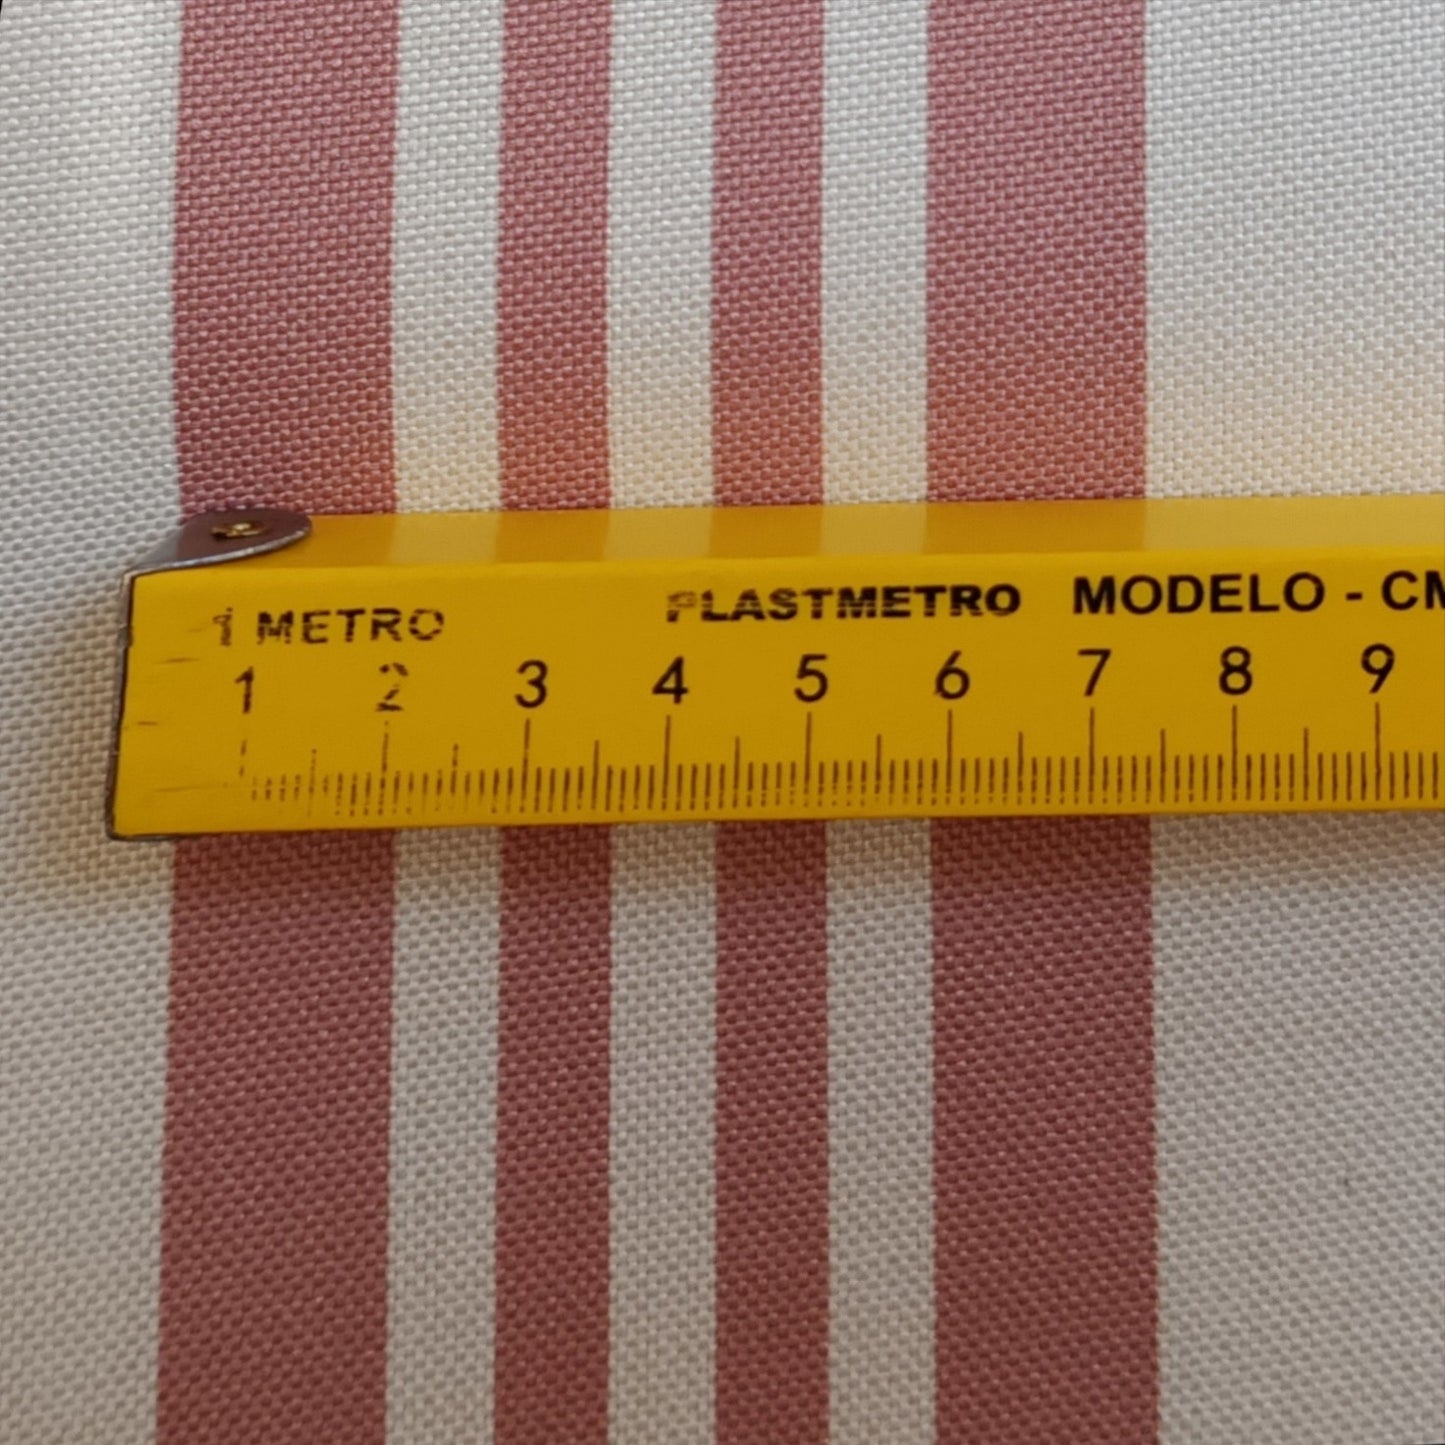 1 METRO PLASTMETRO MODELO - CM
1 2 3 4 5 6 7 8 9